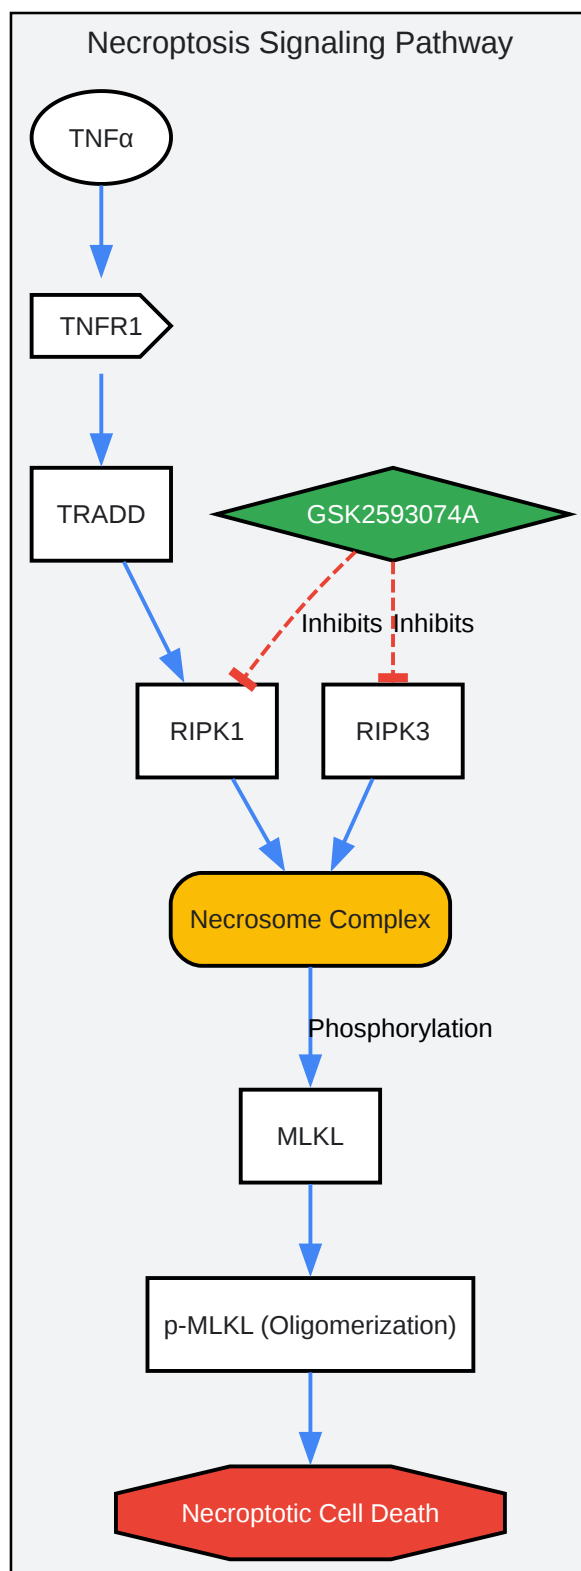 Necroptosis Signaling Pathway
TNFα
TNFR1
TRADD
GSK2593074A
Inhibits
Inhibits
RIPK1
RIPK3
Necrosome Complex
Phosphorylation
MLKL
p-MLKL (Oligomerization)
Necroptotic Cell Death